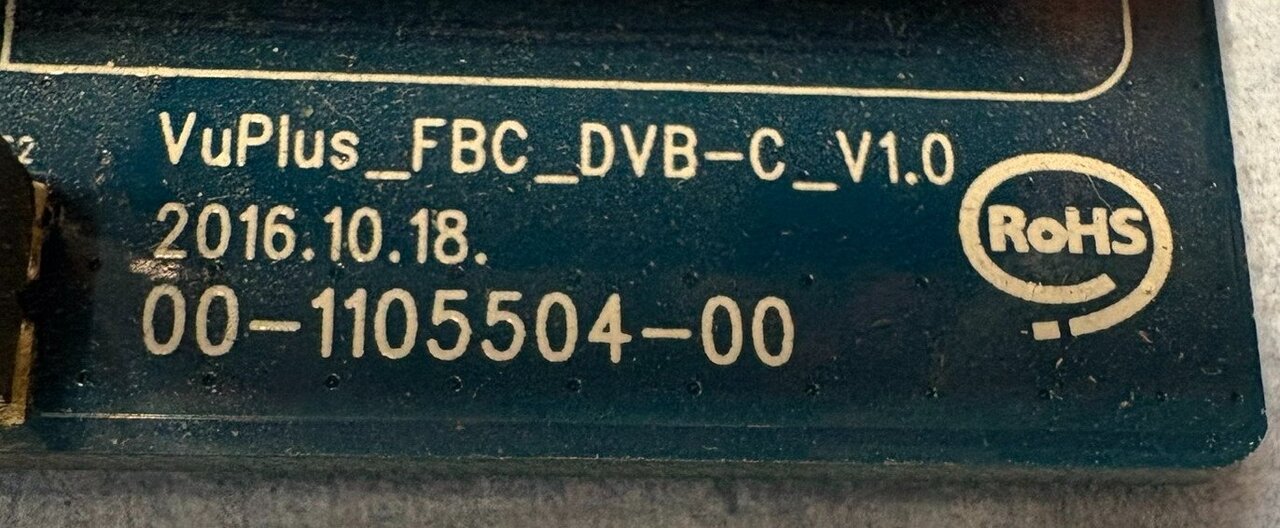 VuPlus_FBC_DVB-C_V1.0
2016.10.18.
00-1105504-00
RoHS